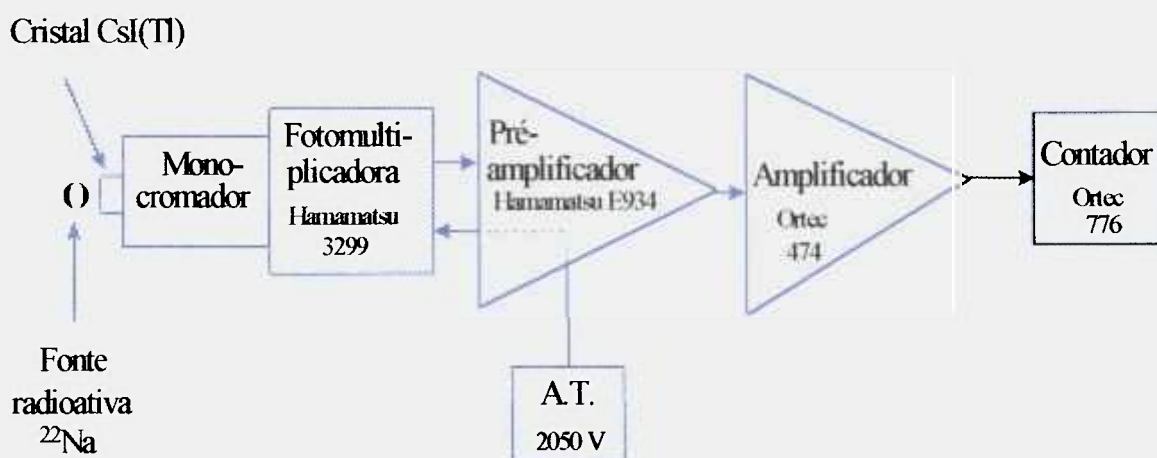 Cristal CsI(Tl)
( )
Mono-
cromador
Fotomulti-
plicadora
Hamamatsu
3299
Pré-
amplificador
Hamamatsu E934
Amplificador
Ortec
474
Contador
Ortec
776
Fonte
radioativa
²²Na
A.T.
2050 V